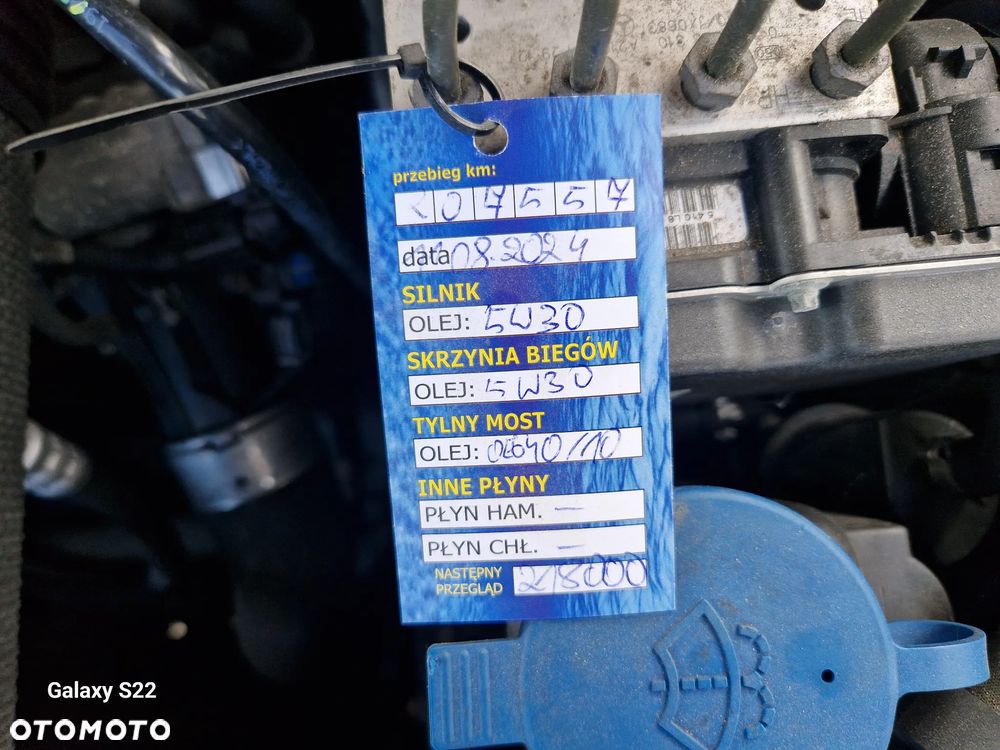 przebieg km:
207557
data 11.08.2024
SILNIK
OLEJ: 5W30
SKRZYNIA BIEGÓW
OLEJ: 5W30
TYLNY MOST
OLEJ:
INNE PŁYNY
PŁYN HAM. —
PŁYN CHŁ. —
NASTĘPNY
PRZEGLĄD 218000
Galaxy S22
OTOMOTO